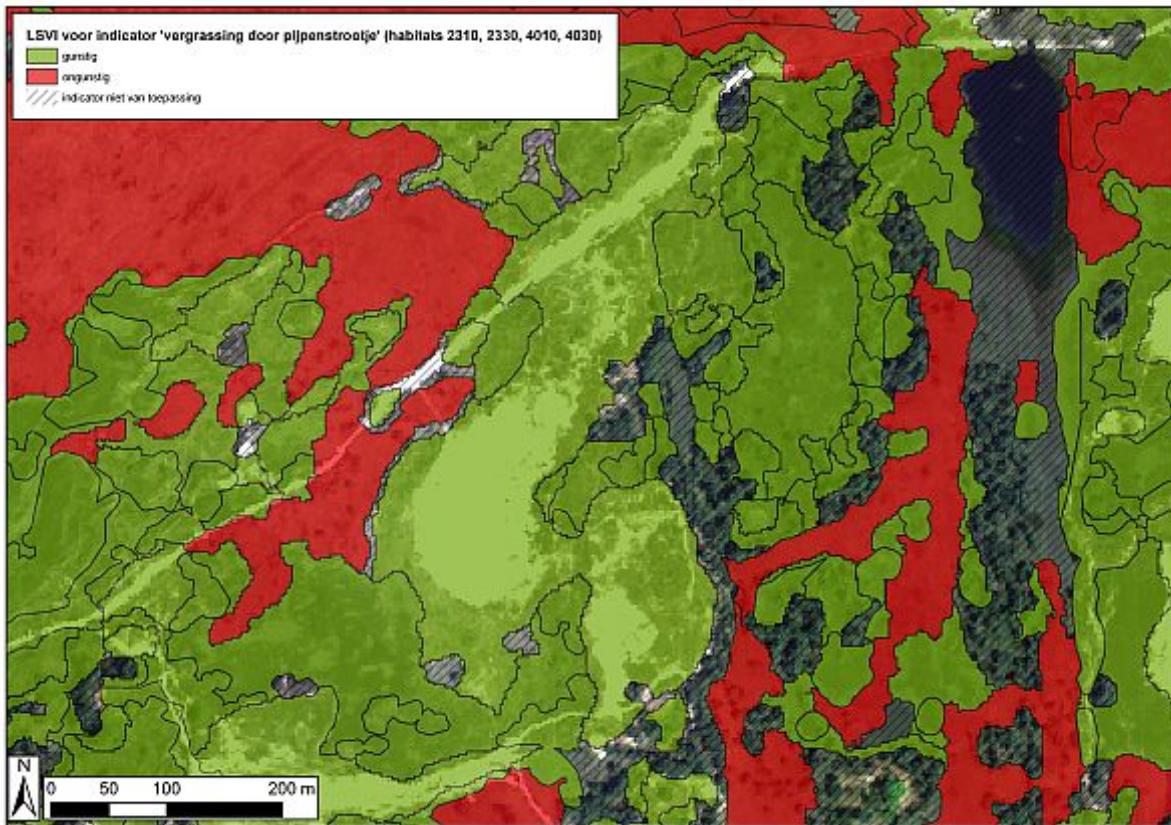 LSVI voor indicator 'vergrassing door pijpenstrootje' (habitats 2310, 2330, 4010, 4030)
gunstig
ongunstig
indicator niet van toepassing
N
0 50 100 200 m